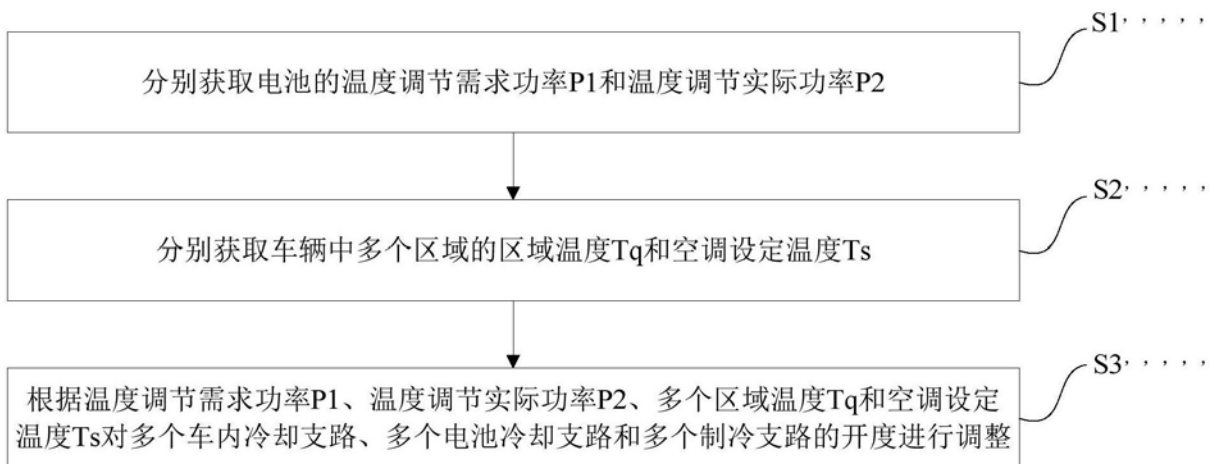 S1'''''
分别获取电池的温度调节需求功率P1和温度调节实际功率P2
S2'''''
分别获取车辆中多个区域的区域温度Tq和空调设定温度Ts
S3'''''
根据温度调节需求功率P1、温度调节实际功率P2、多个区域温度Tq和空调设定
温度Ts对多个车内冷却支路、多个电池冷却支路和多个制冷支路的开度进行调整